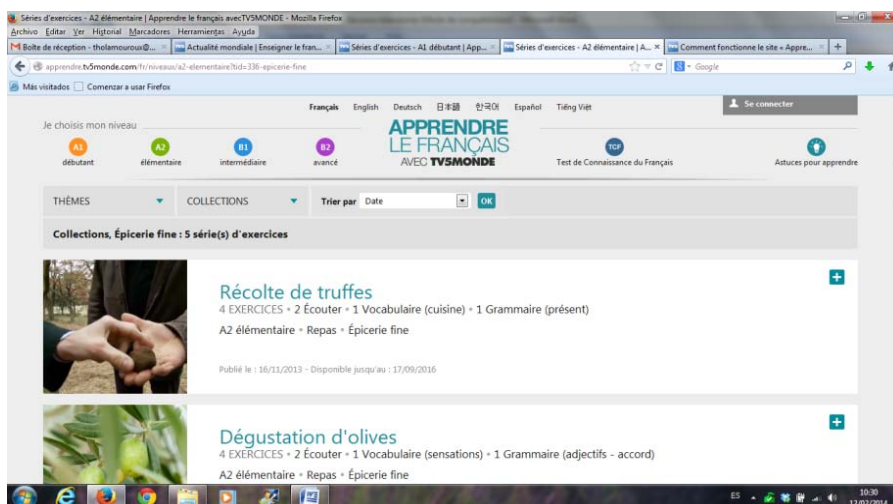 Séries d'exercices - A2 élémentaire | Apprendre le français avecTV5MONDE - Mozilla Firefox
Archivo Editar Ver Historial Marcadores Herramientas Ayuda
Boîte de réception - tholamouroux@... × Actualité mondiale | Enseigner le fran... × Séries d'exercices - A1 débutant | App... × Séries d'exercices - A2 élémentaire | A... × Comment fonctionne le site « Appre... × +
apprendre.tv5monde.com/fr/niveaux/a2-elementaire?tid=336-epicerie-fine Google
Más visitados Comenzar a usar Firefox
Français English Deutsch 日本語 한국어 Español Tiếng Việt Se connecter
Je choisis mon niveau
APPRENDRE
LE FRANÇAIS
AVEC TV5MONDE
A1 A2 B1 B2 TCF
débutant élémentaire intermédiaire avancé Test de Connaissance du Français Astuces pour apprendre
THÈMES COLLECTIONS Trier par Date OK
Collections, Épicerie fine : 5 série(s) d'exercices
Récolte de truffes
4 EXERCICES • 2 Écouter • 1 Vocabulaire (cuisine) • 1 Grammaire (présent)
A2 élémentaire • Repas • Épicerie fine
Publié le : 16/11/2013 - Disponible jusqu'au : 17/09/2016
Dégustation d'olives
4 EXERCICES • 2 Écouter • 1 Vocabulaire (sensations) • 1 Grammaire (adjectifs - accord)
A2 élémentaire • Repas • Épicerie fine
ES 10:30
12/02/2014